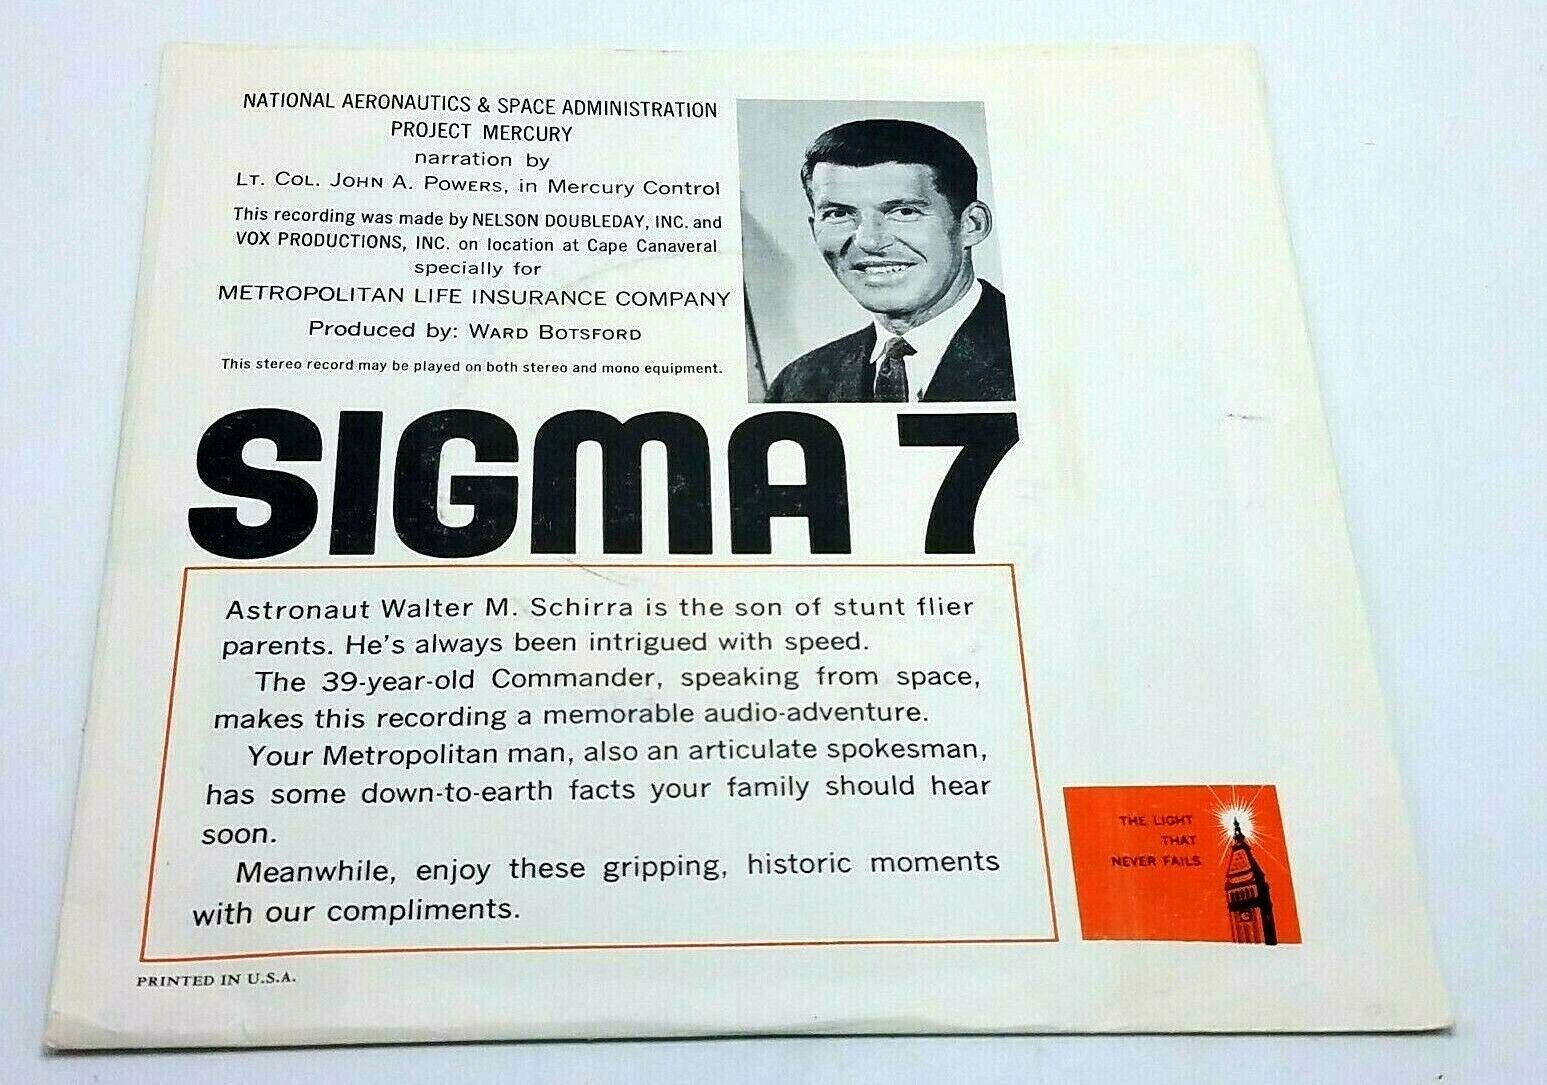 NATIONAL AERONAUTICS & SPACE ADMINISTRATION
PROJECT MERCURY
narration by
LT. COL. JOHN A. POWERS, in Mercury Control
This recording was made by NELSON DOUBLEDAY, INC. and
VOX PRODUCTIONS, INC. on location at Cape Canaveral
specially for
METROPOLITAN LIFE INSURANCE COMPANY
Produced by: WARD BOTSFORD
This stereo record may be played on both stereo and mono equipment.
SIGMA 7
Astronaut Walter M. Schirra is the son of stunt flier
parents. He's always been intrigued with speed.
The 39-year-old Commander, speaking from space,
makes this recording a memorable audio-adventure.
Your Metropolitan man, also an articulate spokesman,
has some down-to-earth facts your family should hear
soon.
Meanwhile, enjoy these gripping, historic moments
with our compliments.
THE LIGHT
THAT
NEVER FAILS
PRINTED IN U.S.A.